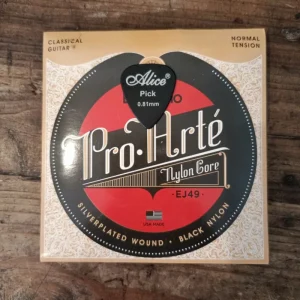 CLASSICAL
GUITAR
NORMAL
TENSION
Alice®
Pick
0.81mm
Pro·Arté
Nylon Core
·EJ49·
SILVERPLATED WOUND · BLACK NYLON